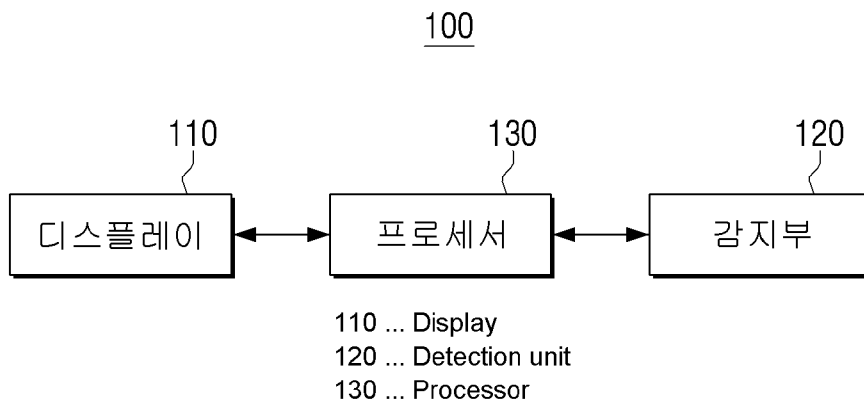 100
110 130 120
디스플레이 프로세서 감지부
110 ... Display
120 ... Detection unit
130 ... Processor